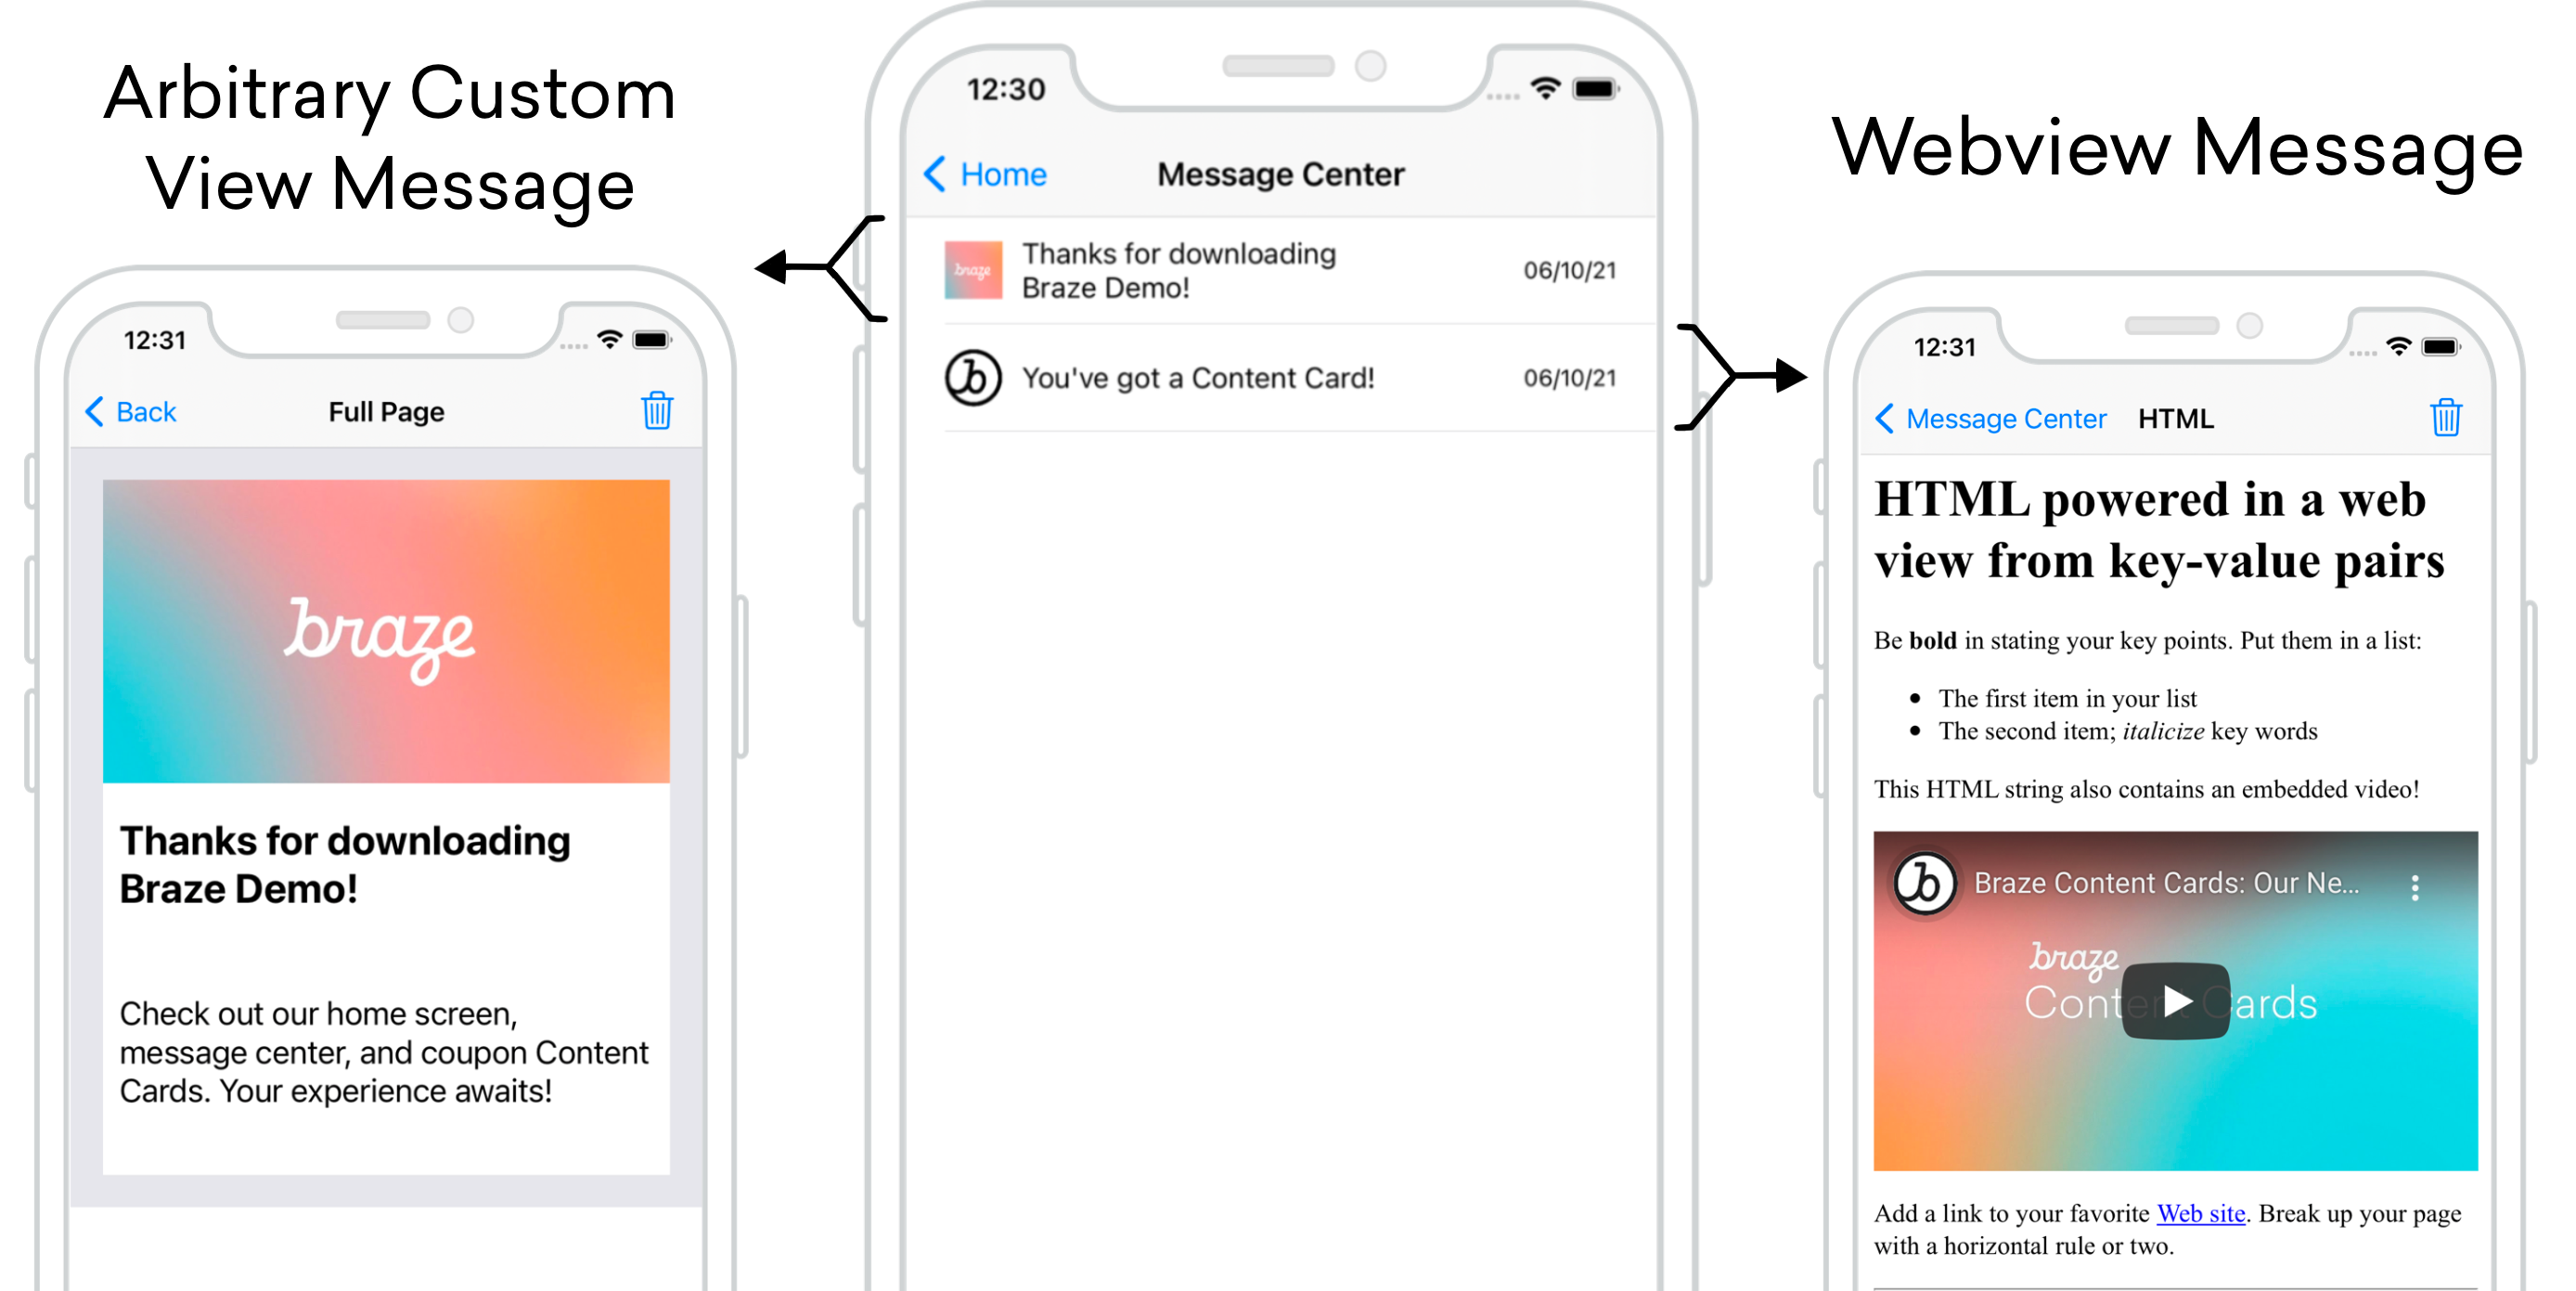 Arbitrary Custom
View Message
12:31
Back
Full Page
braze
Thanks for downloading
Braze Demo!
Check out our home screen,
message center, and coupon Content
Cards. Your experience awaits!
12:30
Home
Message Center
braze
Thanks for downloading
Braze Demo!
06/10/21
b
You've got a Content Card!
06/10/21
Webview Message
12:31
Message Center
HTML
HTML powered in a web
view from key-value pairs
Be bold in stating your key points. Put them in a list:
• The first item in your list
• The second item; italicize key words
This HTML string also contains an embedded video!
b
Braze Content Cards: Our Ne...
braze
Content Cards
Add a link to your favorite Web site. Break up your page
with a horizontal rule or two.